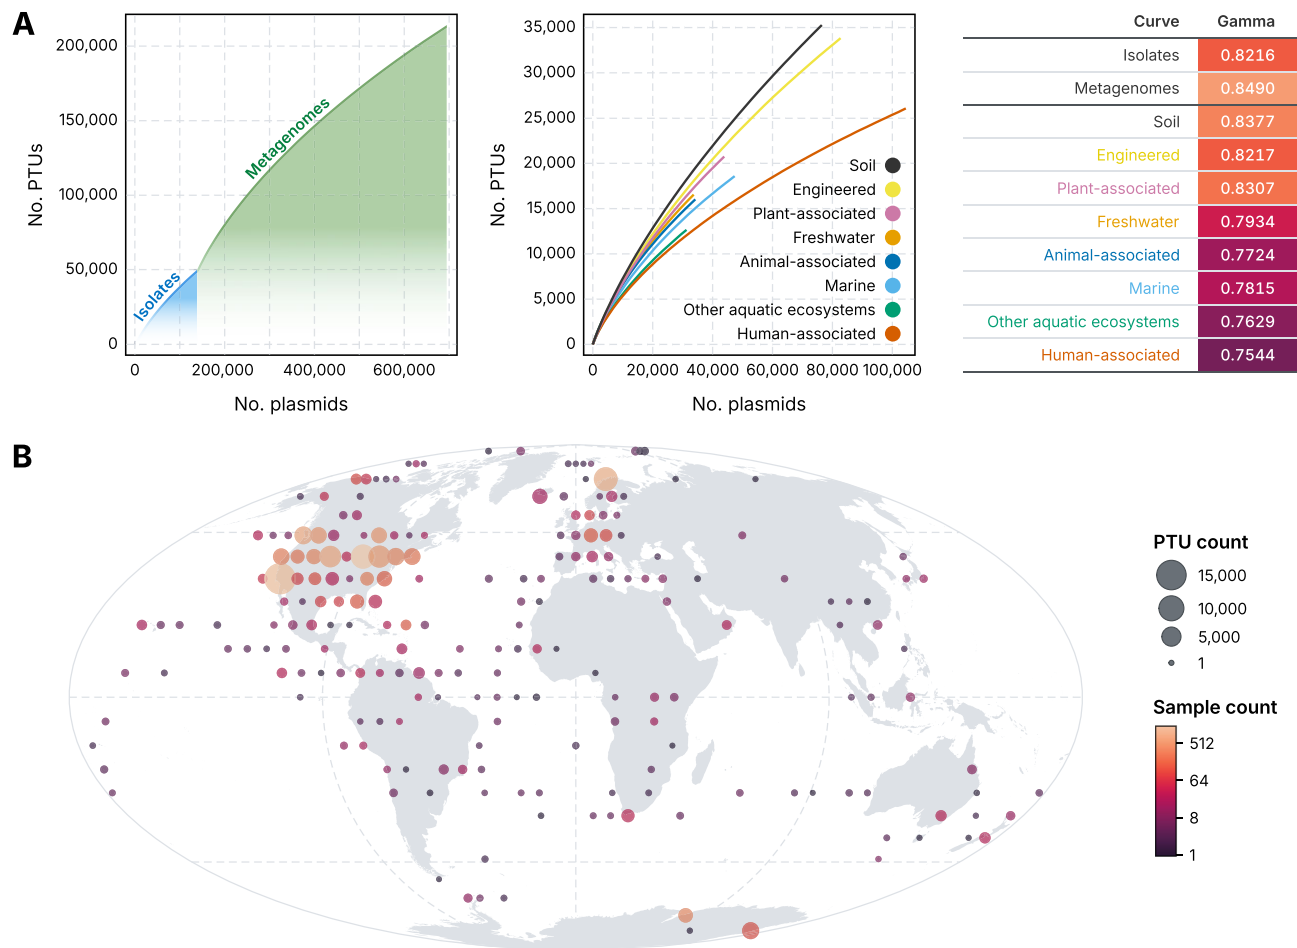 A
No. PTUs
200,000
150,000
100,000
50,000
0
Isolates
Metagenomes
0
200,000
400,000
600,000
No. plasmids
No. PTUs
35,000
30,000
25,000
20,000
15,000
10,000
5,000
0
Soil
Engineered
Plant-associated
Freshwater
Animal-associated
Marine
Other aquatic ecosystems
Human-associated
0
20,000
40,000
60,000
80,000
100,000
No. plasmids
Curve Gamma
Isolates 0.8216
Metagenomes 0.8490
Soil 0.8377
Engineered 0.8217
Plant-associated 0.8307
Freshwater 0.7934
Animal-associated 0.7724
Marine 0.7815
Other aquatic ecosystems 0.7629
Human-associated 0.7544
B
PTU count
15,000
10,000
5,000
1
Sample count
512
64
8
1